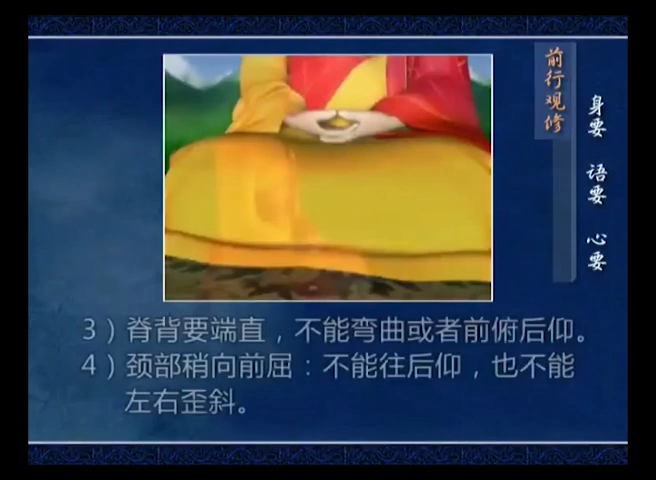 前行观修
身要 语要 心要
3）脊背要端直，不能弯曲或者前俯后仰。
4）颈部稍向前屈：不能往后仰，也不能
左右歪斜。